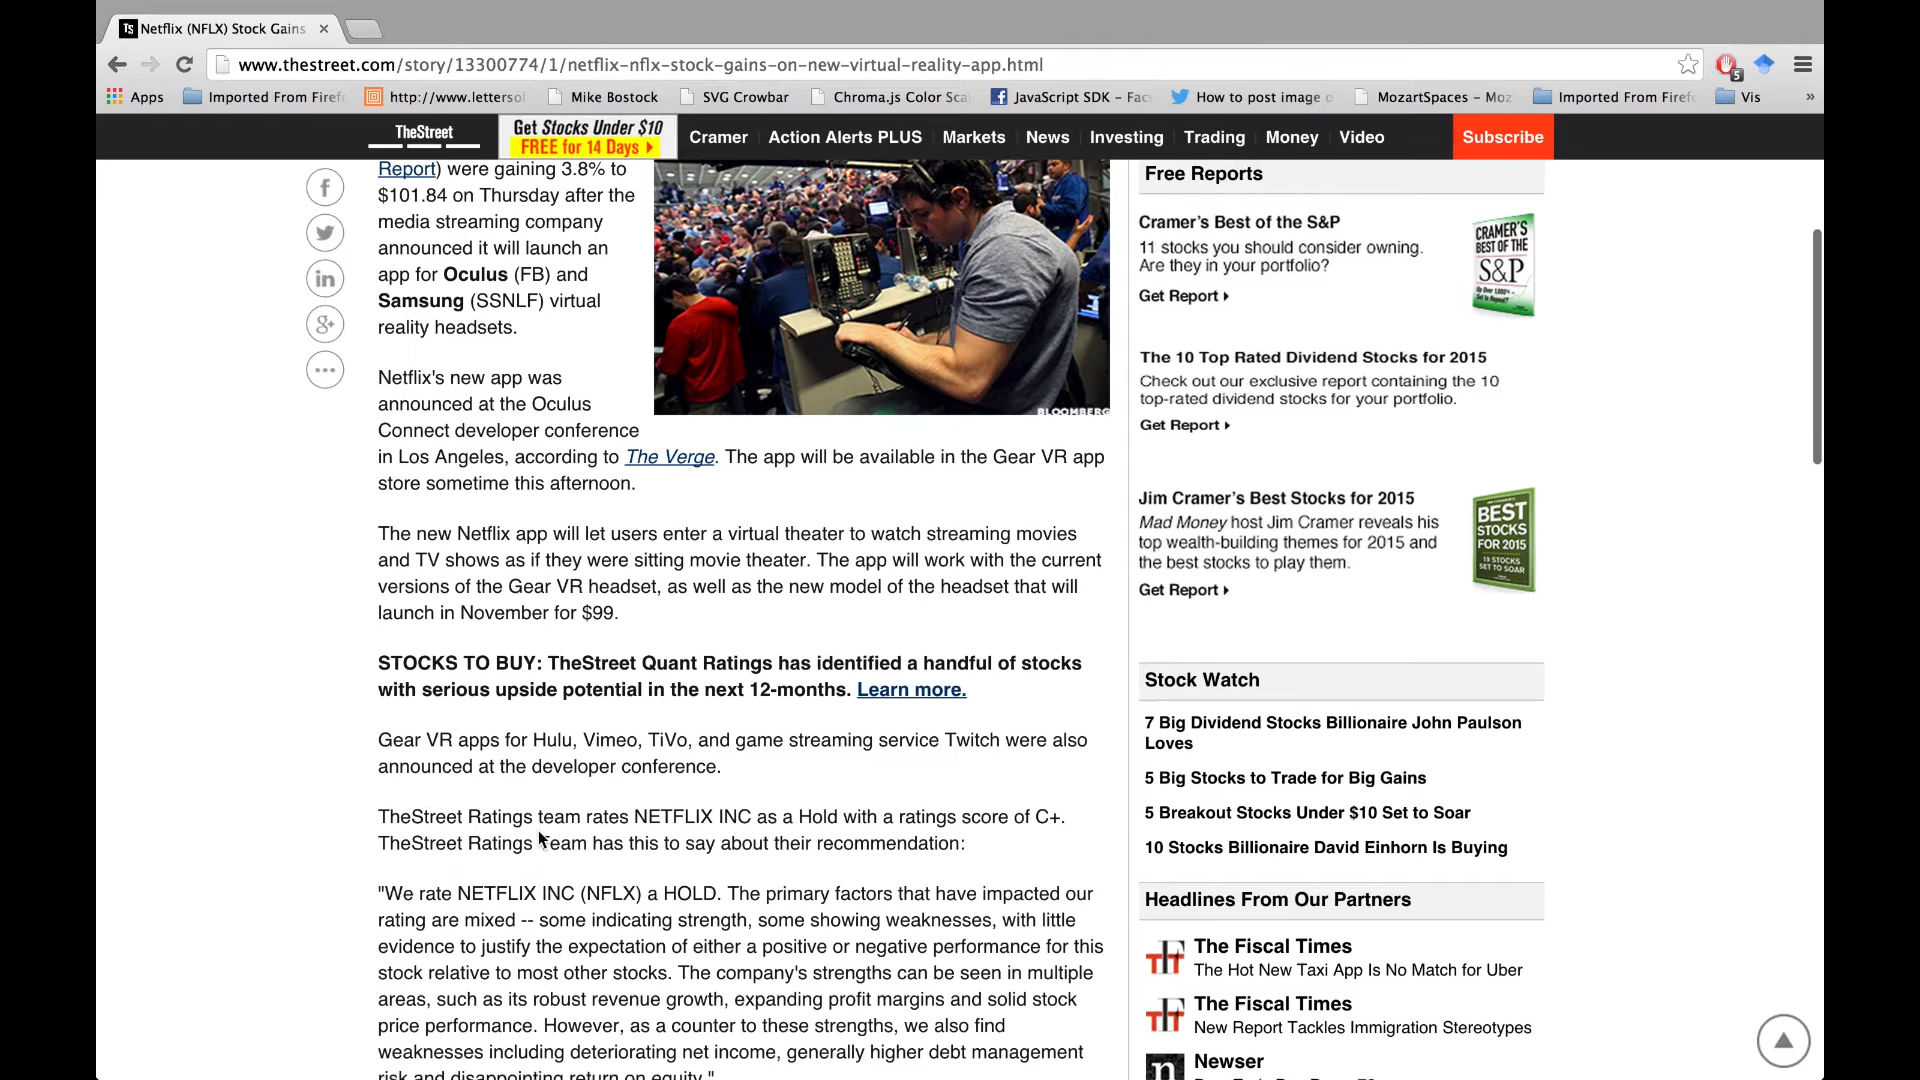 Netflix (NFLX) Stock Gains
www.thestreet.com/story/13300774/1/netflix-nflx-stock-gains-on-new-virtual-reality-app.html
5
Apps
Imported From Firef
http://www.lettersol
Mike Bostock
SVG Crowbar
Chroma.js Color Sca
JavaScript SDK – Fac
How to post image o
MozartSpaces – Moz
Imported From Firef
Vis
»
TheStreet
Get Stocks Under $10
FREE for 14 Days
Cramer
Action Alerts PLUS
Markets
News
Investing
Trading
Money
Video
Subscribe
Report) were gaining 3.8% to
$101.84 on Thursday after the
media streaming company
announced it will launch an
app for Oculus (FB) and
Samsung (SSNLF) virtual
reality headsets.
BLOOMBERG
Netflix's new app was
announced at the Oculus
Connect developer conference
in Los Angeles, according to The Verge. The app will be available in the Gear VR app
store sometime this afternoon.
The new Netflix app will let users enter a virtual theater to watch streaming movies
and TV shows as if they were sitting movie theater. The app will work with the current
versions of the Gear VR headset, as well as the new model of the headset that will
launch in November for $99.
STOCKS TO BUY: TheStreet Quant Ratings has identified a handful of stocks
with serious upside potential in the next 12-months. Learn more.
Gear VR apps for Hulu, Vimeo, TiVo, and game streaming service Twitch were also
announced at the developer conference.
TheStreet Ratings team rates NETFLIX INC as a Hold with a ratings score of C+.
TheStreet Ratings Team has this to say about their recommendation:
"We rate NETFLIX INC (NFLX) a HOLD. The primary factors that have impacted our
rating are mixed -- some indicating strength, some showing weaknesses, with little
evidence to justify the expectation of either a positive or negative performance for this
stock relative to most other stocks. The company's strengths can be seen in multiple
areas, such as its robust revenue growth, expanding profit margins and solid stock
price performance. However, as a counter to these strengths, we also find
weaknesses including deteriorating net income, generally higher debt management
risk and disappointing return on equity."
Free Reports
Cramer's Best of the S&P
11 stocks you should consider owning.
Are they in your portfolio?
Get Report
CRAMER'S
BEST OF THE
S&P
The 10 Top Rated Dividend Stocks for 2015
Check out our exclusive report containing the 10
top-rated dividend stocks for your portfolio.
Get Report
Jim Cramer's Best Stocks for 2015
Mad Money host Jim Cramer reveals his
top wealth-building themes for 2015 and
the best stocks to play them.
Get Report
BEST
STOCKS
FOR 2015
Stock Watch
7 Big Dividend Stocks Billionaire John Paulson
Loves
5 Big Stocks to Trade for Big Gains
5 Breakout Stocks Under $10 Set to Soar
10 Stocks Billionaire David Einhorn Is Buying
Headlines From Our Partners
The Fiscal Times
The Hot New Taxi App Is No Match for Uber
The Fiscal Times
New Report Tackles Immigration Stereotypes
n
Newser